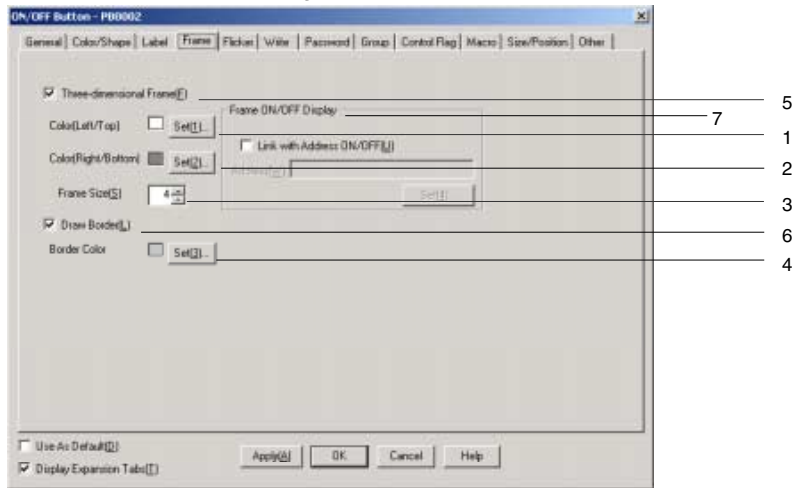 ON/OFF Button - PB0002
General Color/Shape Label Frame Flicker Write Password Group Control Flag Macro Size/Position Other
Three-dimensional Frame(F)
5
Frame ON/OFF Display
7
Color(Left/Top) Set(1)...
1
Link with Address ON/OFF(U)
Color(Right/Bottom) Set(2)...
2
Frame Size(S) 4
Set(4)...
3
Draw Border(L)
6
Border Color Set(3)...
4
Use As Default(D)
Apply(A) OK Cancel Help
Display Expansion Tabs(T)